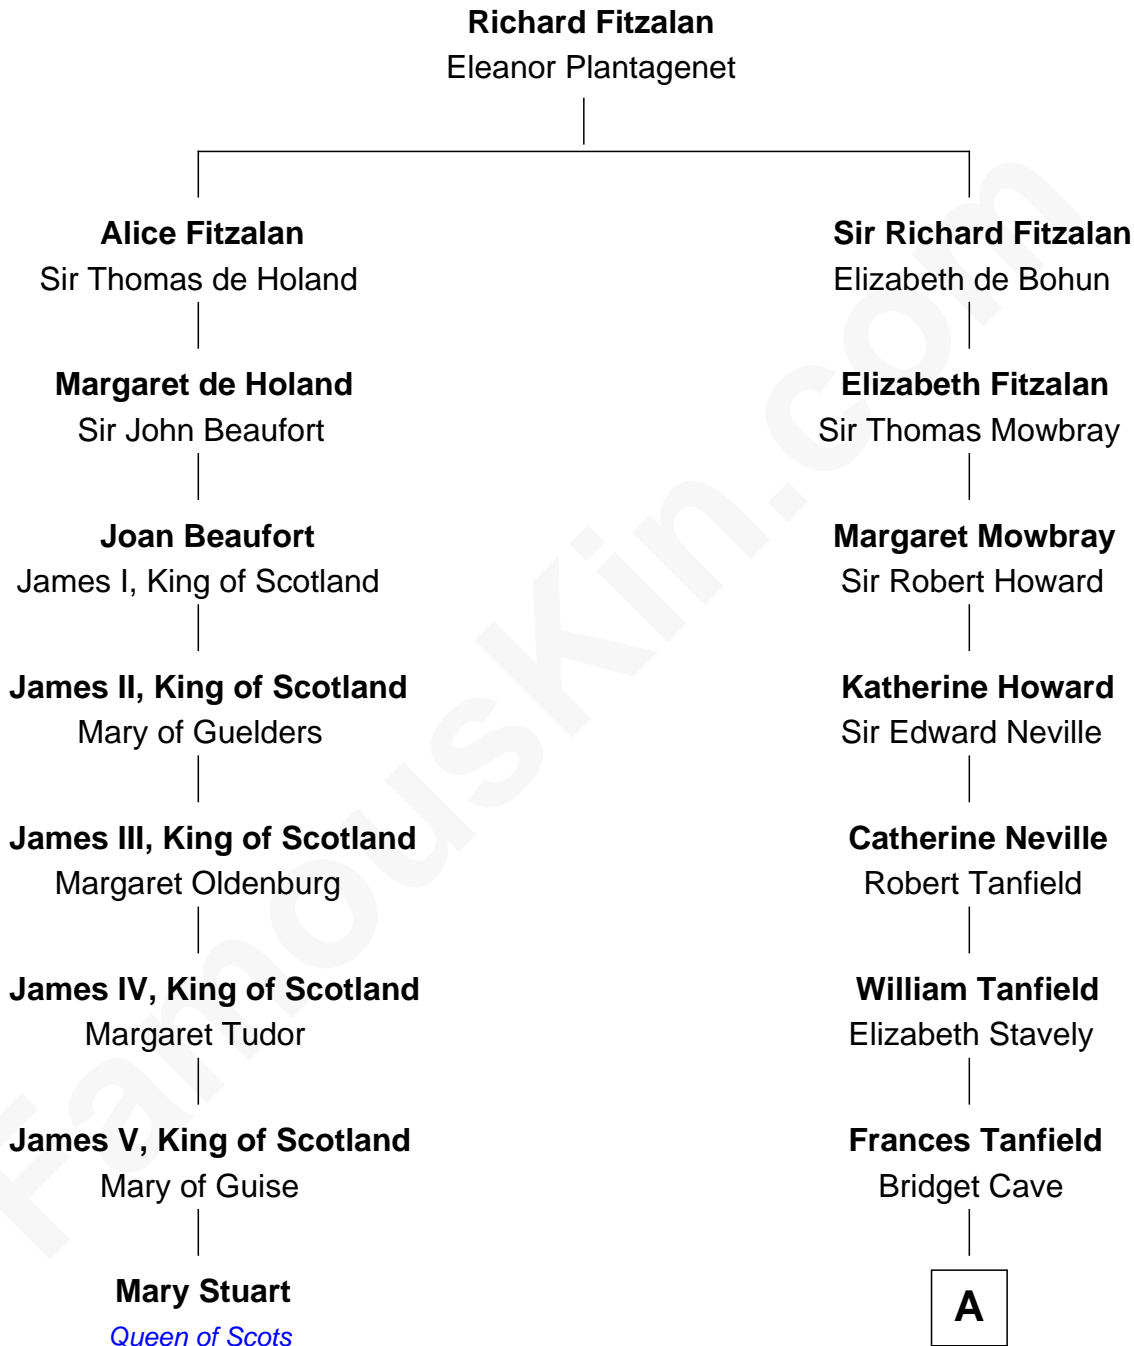 Richard Fitzalan
Eleanor Plantagenet
Alice Fitzalan
Sir Thomas de Holand
Sir Richard Fitzalan
Elizabeth de Bohun
Margaret de Holand
Sir John Beaufort
Elizabeth Fitzalan
Sir Thomas Mowbray
Joan Beaufort
James I, King of Scotland
Margaret Mowbray
Sir Robert Howard
James II, King of Scotland
Mary of Guelders
Katherine Howard
Sir Edward Neville
James III, King of Scotland
Margaret Oldenburg
Catherine Neville
Robert Tanfield
James IV, King of Scotland
Margaret Tudor
William Tanfield
Elizabeth Stavely
James V, King of Scotland
Mary of Guise
Frances Tanfield
Bridget Cave
Mary Stuart
Queen of Scots
A
FamousKin.com